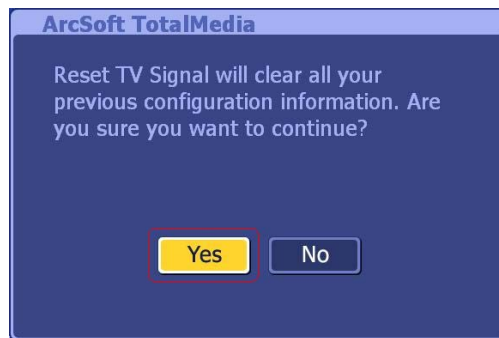 ArcSoft TotalMedia
Reset TV Signal will clear all your
previous configuration information. Are
you sure you want to continue?
Yes
No